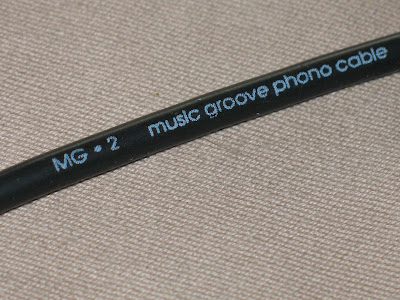 MG • 2 music groove phono cable